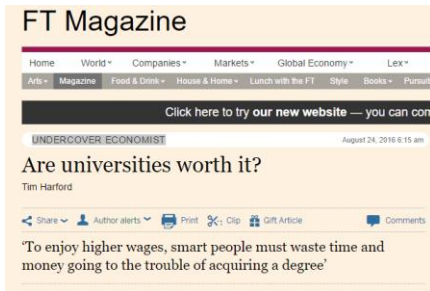 FT Magazine
Home World Companies Markets Global Economy Lex
Arts Magazine Food & Drink House & Home Lunch with the FT Style Books Pursuit
Click here to try our new website — you can con
UNDERCOVER ECONOMIST August 24, 2016 6:15 am
Are universities worth it?
Tim Harford
Share Author alerts Print Clip Gift Article Comments
‘To enjoy higher wages, smart people must waste time and
money going to the trouble of acquiring a degree’